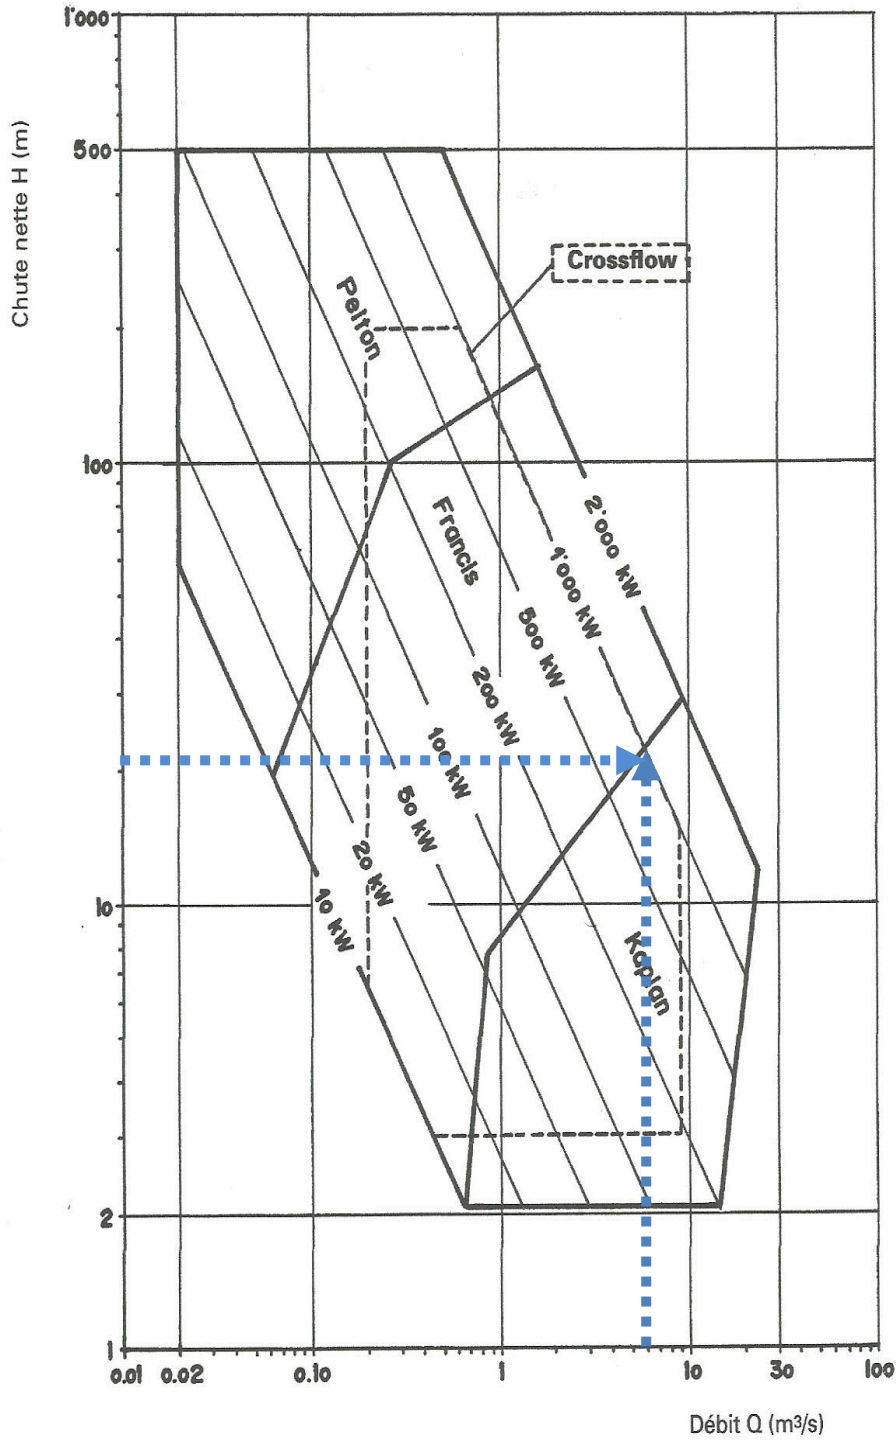 1'000
Chute nette H (m)
500
Crossflow
Pelton
100
Francis
2'000 kW
1'000 kW
500 kW
200 kW
100 kW
50 kW
20 kW
10 kW
10
Kaplan
2
1
0.01 0.02 0.10 1 10 30 100
Débit Q (m³/s)